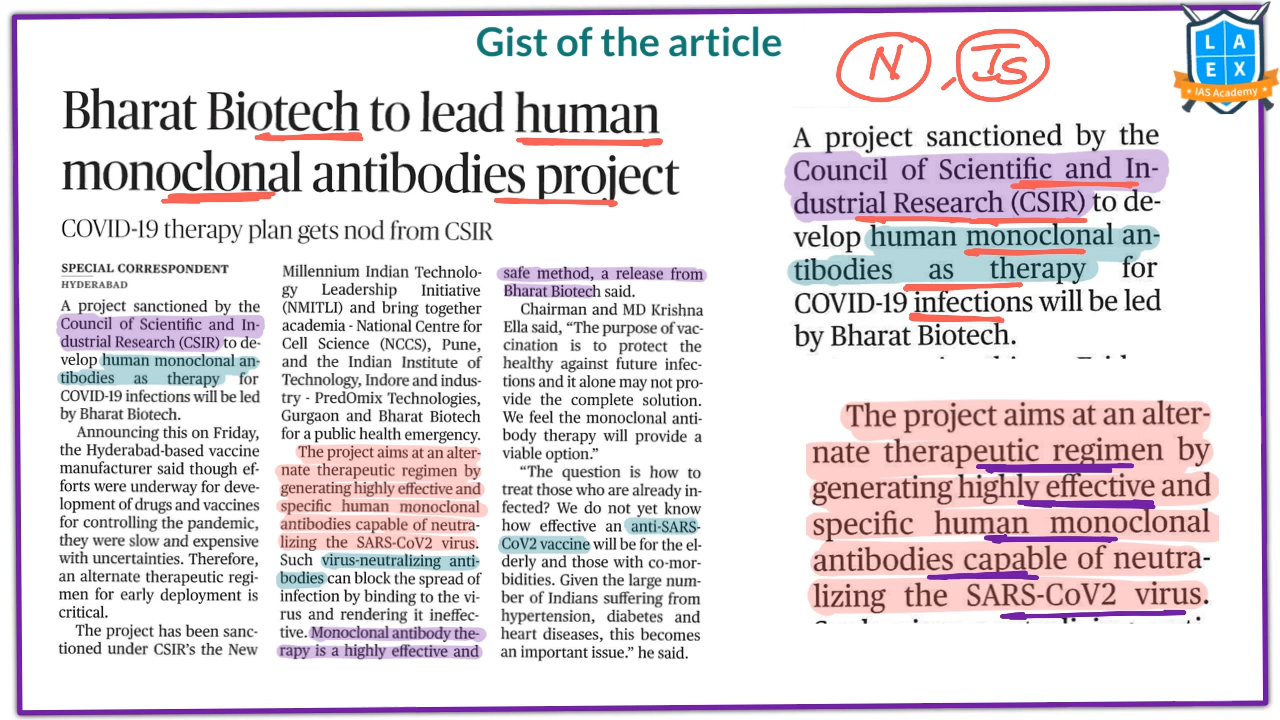 Gist of the article
N, Is
L A
E X
IAS Academy
Bharat Biotech to lead human
monoclonal antibodies project
COVID-19 therapy plan gets nod from CSIR
SPECIAL CORRESPONDENT
HYDERABAD
A project sanctioned by the
Council of Scientific and In-
dustrial Research (CSIR) to de-
velop human monoclonal an-
tibodies as therapy for
COVID-19 infections will be led
by Bharat Biotech.
Announcing this on Friday,
the Hyderabad-based vaccine
manufacturer said though ef-
forts were underway for deve-
lopment of drugs and vaccines
for controlling the pandemic,
they were slow and expensive
with uncertainties. Therefore,
an alternate therapeutic regi-
men for early deployment is
critical.
The project has been sanc-
tioned under CSIR's the New
Millennium Indian Technolo-
gy Leadership Initiative
(NMITLI) and bring together
academia - National Centre for
Cell Science (NCCS), Pune,
and the Indian Institute of
Technology, Indore and indus-
try - PredOmix Technologies,
Gurgaon and Bharat Biotech
for a public health emergency.
The project aims at an alter-
nate therapeutic regimen by
generating highly effective and
specific human monoclonal
antibodies capable of neutra-
lizing the SARS-CoV2 virus.
Such virus-neutralizing anti-
bodies can block the spread of
infection by binding to the vi-
rus and rendering it ineffec-
tive. Monoclonal antibody the-
rapy is a highly effective and
safe method, a release from
Bharat Biotech said.
Chairman and MD Krishna
Ella said, “The purpose of vac-
cination is to protect the
healthy against future infec-
tions and it alone may not pro-
vide the complete solution.
We feel the monoclonal anti-
body therapy will provide a
viable option.”
“The question is how to
treat those who are already in-
fected? We do not yet know
how effective an anti-SARS-
CoV2 vaccine will be for the el-
derly and those with co-mor-
bidities. Given the large num-
ber of Indians suffering from
hypertension, diabetes and
heart diseases, this becomes
an important issue.” he said.
A project sanctioned by the
Council of Scientific and In-
dustrial Research (CSIR) to de-
velop human monoclonal an-
tibodies as therapy for
COVID-19 infections will be led
by Bharat Biotech.
The project aims at an alter-
nate therapeutic regimen by
generating highly effective and
specific human monoclonal
antibodies capable of neutra-
lizing the SARS-CoV2 virus.